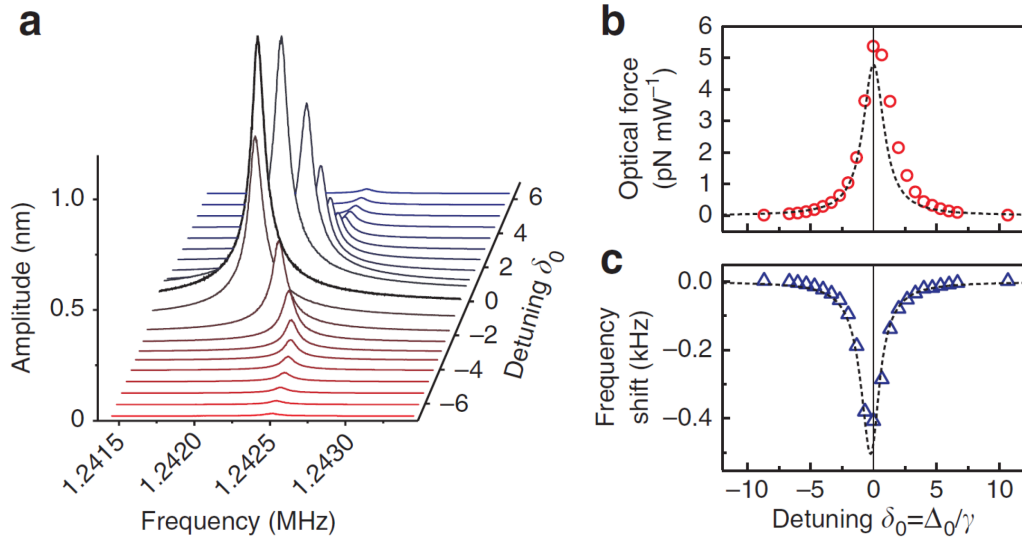 a
Amplitude (nm)
1.0
0.5
0
1.2415
1.2420
1.2425
1.2430
Frequency (MHz)
6
4
2
0
−2
−4
−6
Detuning δ₀
b
Optical force
(pN mW⁻¹)
6
5
4
3
2
1
0
c
Frequency
shift (kHz)
0.0
−0.2
−0.4
−10
−5
0
5
10
Detuning δ₀=Δ₀/γ